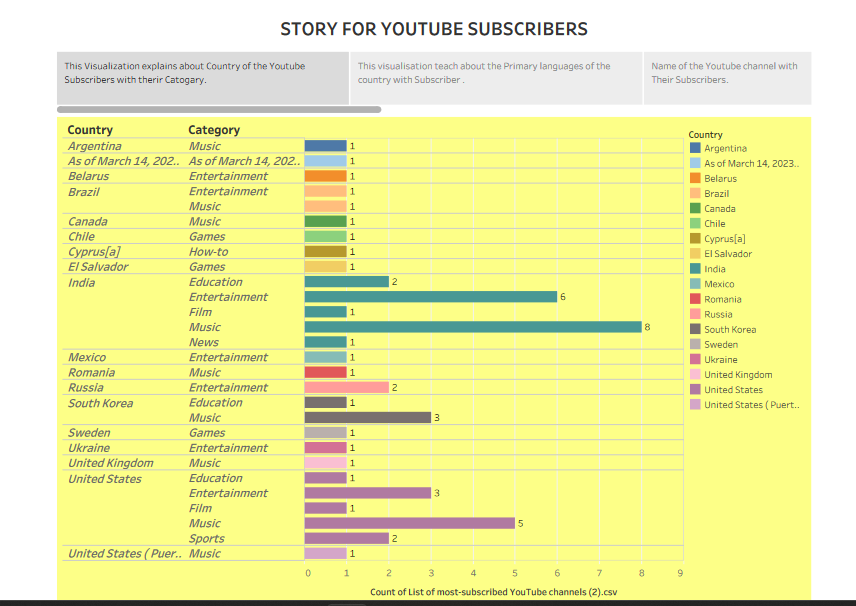 STORY FOR YOUTUBE SUBSCRIBERS
This Visualization explains about Country of the Youtube
Subscribers with therir Catogary.
This visualisation teach about the Primary languages of the
country with Subscriber .
Name of the Youtube channel with
Their Subscribers.
Country Category
Argentina Music 1
As of March 14, 202.. As of March 14, 202.. 1
Belarus Entertainment 1
Brazil Entertainment 1
Music 1
Canada Music 1
Chile Games 1
Cyprus[a] How-to 1
El Salvador Games 1
India Education 2
Entertainment 6
Film 1
Music 8
News 1
Mexico Entertainment 1
Romania Music 1
Russia Entertainment 2
South Korea Education 1
Music 3
Sweden Games 1
Ukraine Entertainment 1
United Kingdom Music 1
United States Education 1
Entertainment 3
Film 1
Music 5
Sports 2
United States ( Puer.. Music 1
0 1 2 3 4 5 6 7 8 9
Count of List of most-subscribed YouTube channels (2).csv
Country
Argentina
As of March 14, 2023..
Belarus
Brazil
Canada
Chile
Cyprus[a]
El Salvador
India
Mexico
Romania
Russia
South Korea
Sweden
Ukraine
United Kingdom
United States
United States ( Puert..